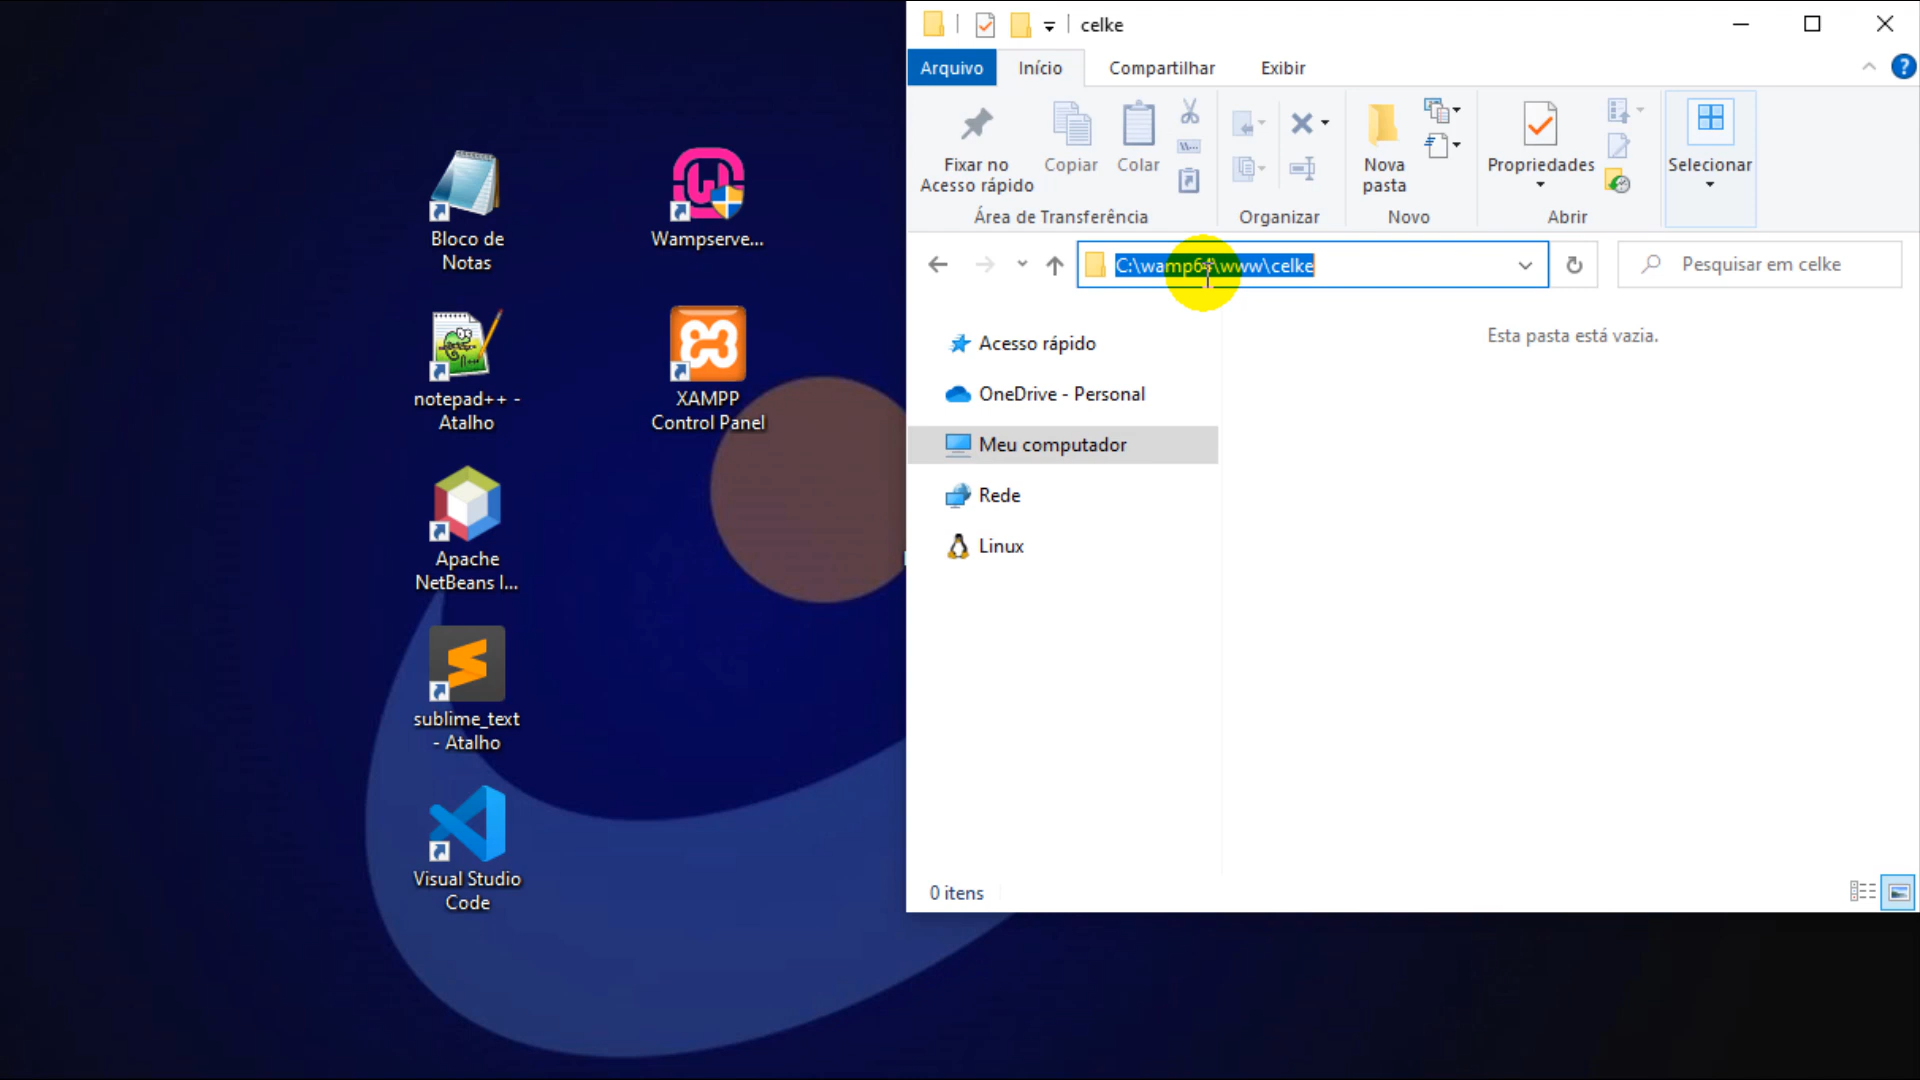 Bloco de
Notas
Wampserve...
notepad++ -
Atalho
XAMPP
Control Panel
Apache
NetBeans I...
sublime_text
- Atalho
Visual Studio
Code
celke
Arquivo
Início
Compartilhar
Exibir
Fixar no
Acesso rápido
Copiar
Colar
Nova
pasta
Propriedades
Selecionar
Área de Transferência
Organizar
Novo
Abrir
C:\wamp64\www\celke
Pesquisar em celke
Acesso rápido
OneDrive - Personal
Meu computador
Rede
Linux
Esta pasta está vazia.
0 itens